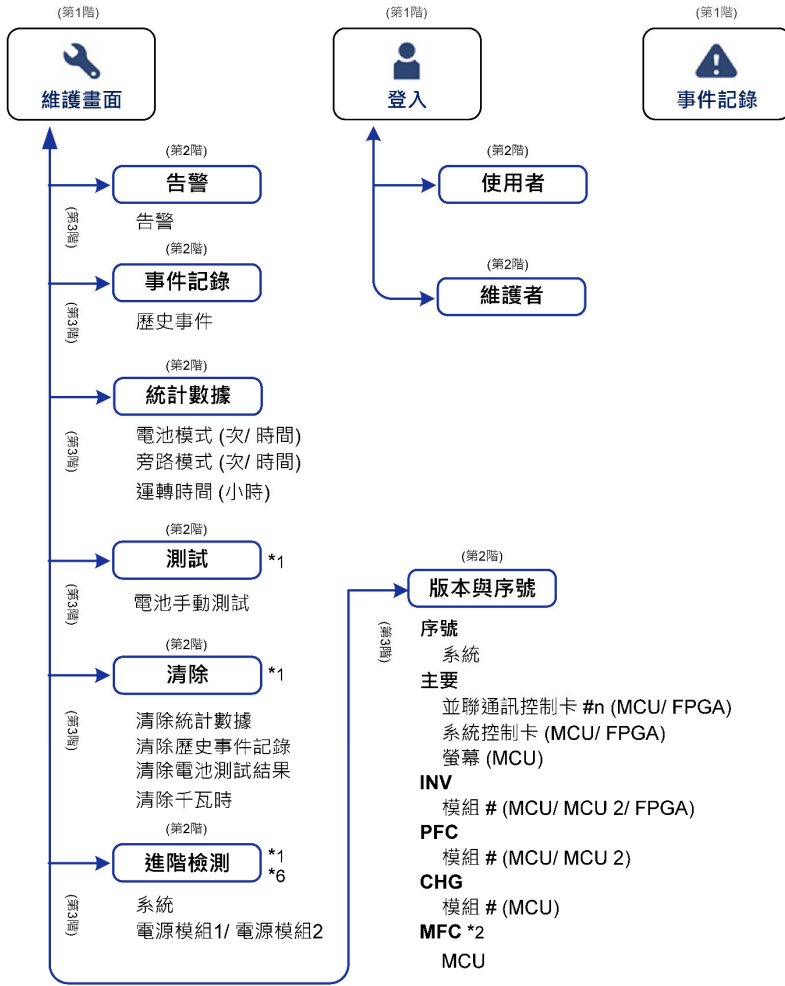 (第1階)
維護畫面
(第2階)
告警
(第3階)
告警
(第2階)
事件記錄
(第3階)
歷史事件
(第2階)
統計數據
(第3階)
電池模式 (次/ 時間)
旁路模式 (次/ 時間)
運轉時間 (小時)
(第2階)
測試 *1
(第3階)
電池手動測試
(第2階)
清除 *1
(第3階)
清除統計數據
清除歷史事件記錄
清除電池測試結果
清除千瓦時
(第2階)
進階檢測 *1
*6
(第3階)
系統
電源模組1/ 電源模組2
(第2階)
版本與序號
(第3階)
序號
系統
主要
並聯通訊控制卡 #n (MCU/ FPGA)
系統控制卡 (MCU/ FPGA)
螢幕 (MCU)
INV
模組 # (MCU/ MCU 2/ FPGA)
PFC
模組 # (MCU/ MCU 2)
CHG
模組 # (MCU)
MFC *2
MCU
(第1階)
登入
(第2階)
使用者
(第2階)
維護者
(第1階)
事件記錄